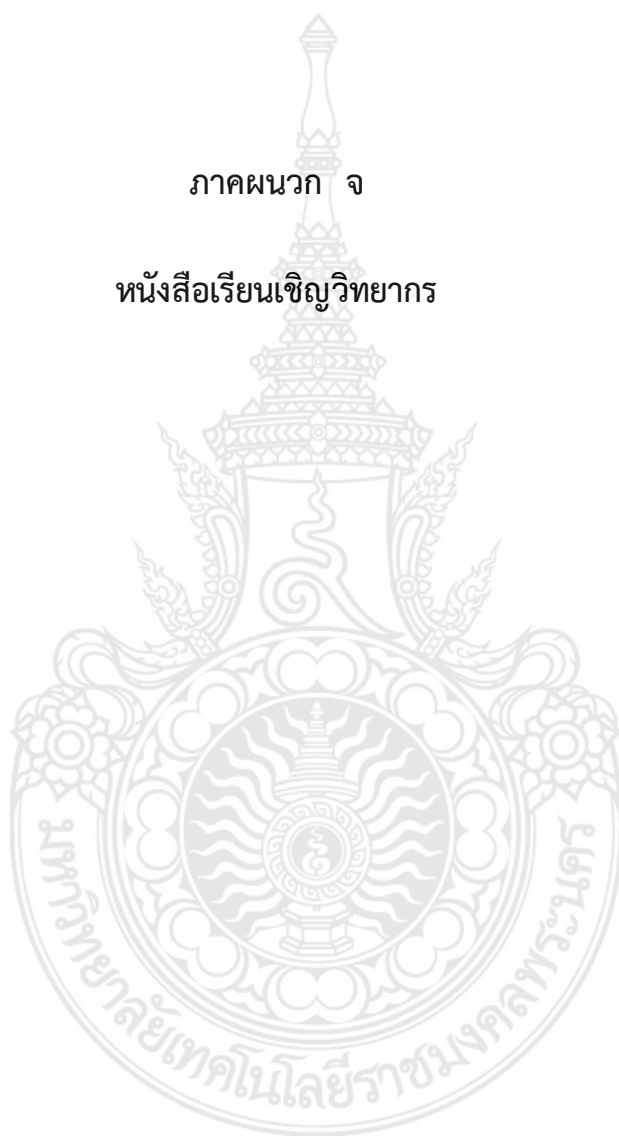 ภาคผนวก จ
หนังสือเรียนเชิญวิทยากร
มหาวิทยาลัยเทคโนโลยีราชมงคลพระนคร